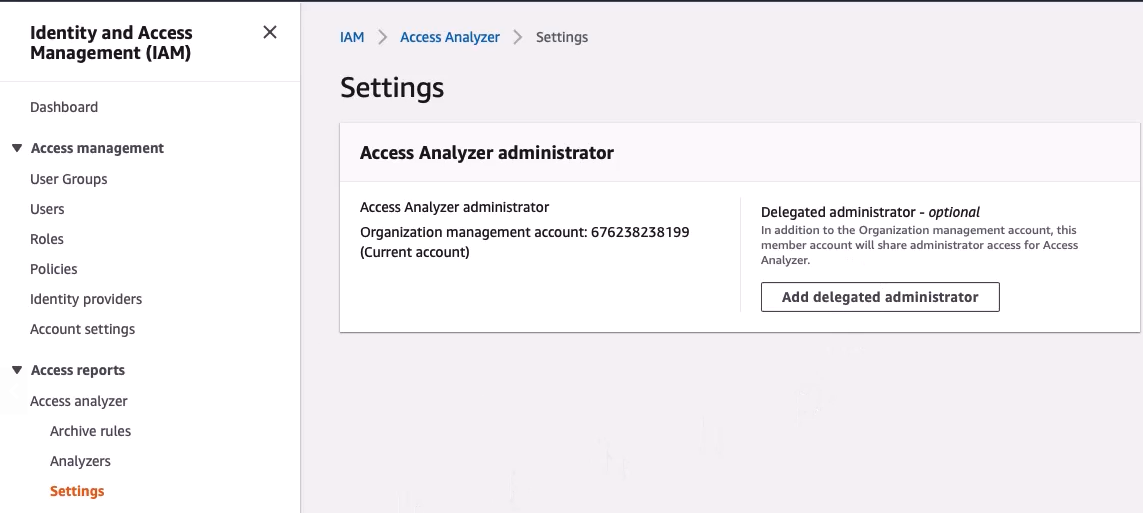 Identity and Access
Management (IAM)
Dashboard
Access management
User Groups
Users
Roles
Policies
Identity providers
Account settings
Access reports
Access analyzer
Archive rules
Analyzers
Settings
IAM
Access Analyzer
Settings
Settings
Access Analyzer administrator
Access Analyzer administrator
Organization management account: 676238238199
(Current account)
Delegated administrator - optional
In addition to the Organization management account, this
member account will share administrator access for Access
Analyzer.
Add delegated administrator